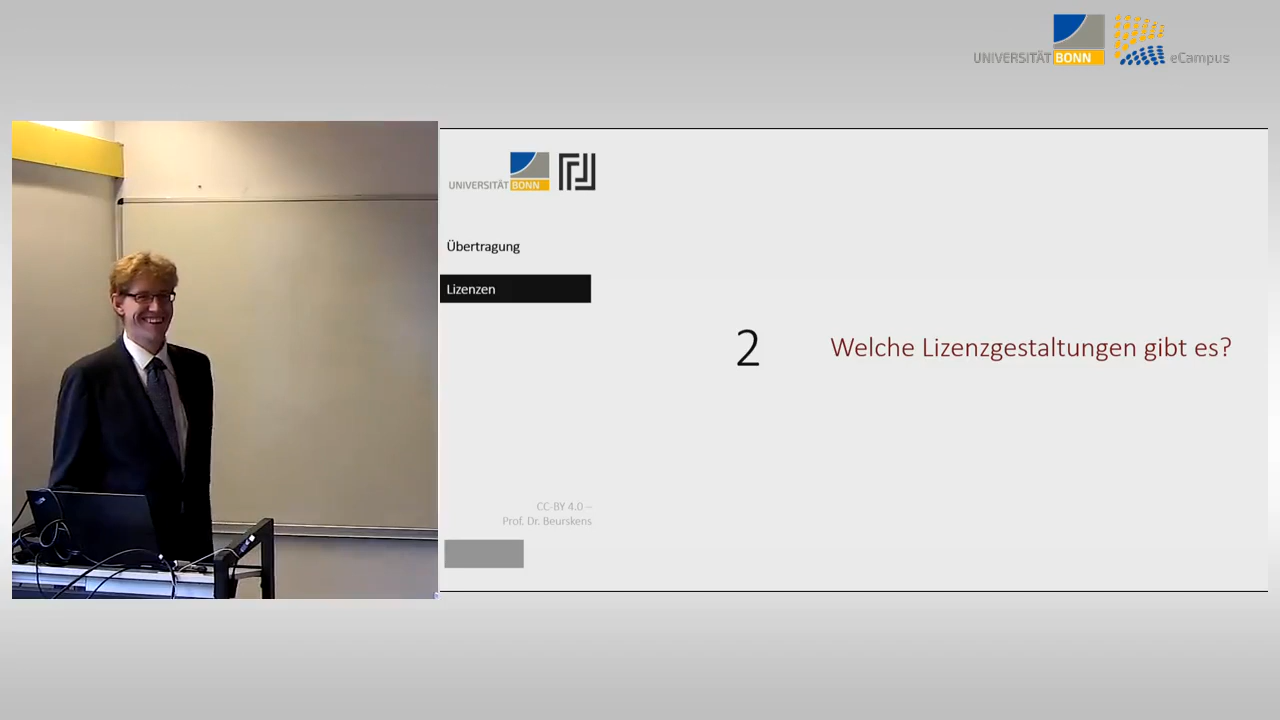 UNIVERSITÄT BONN
eCampus
UNIVERSITÄT BONN
Übertragung
Lizenzen
2 Welche Lizenzgestaltungen gibt es?
CC-BY 4.0 –
Prof. Dr. Beurskens